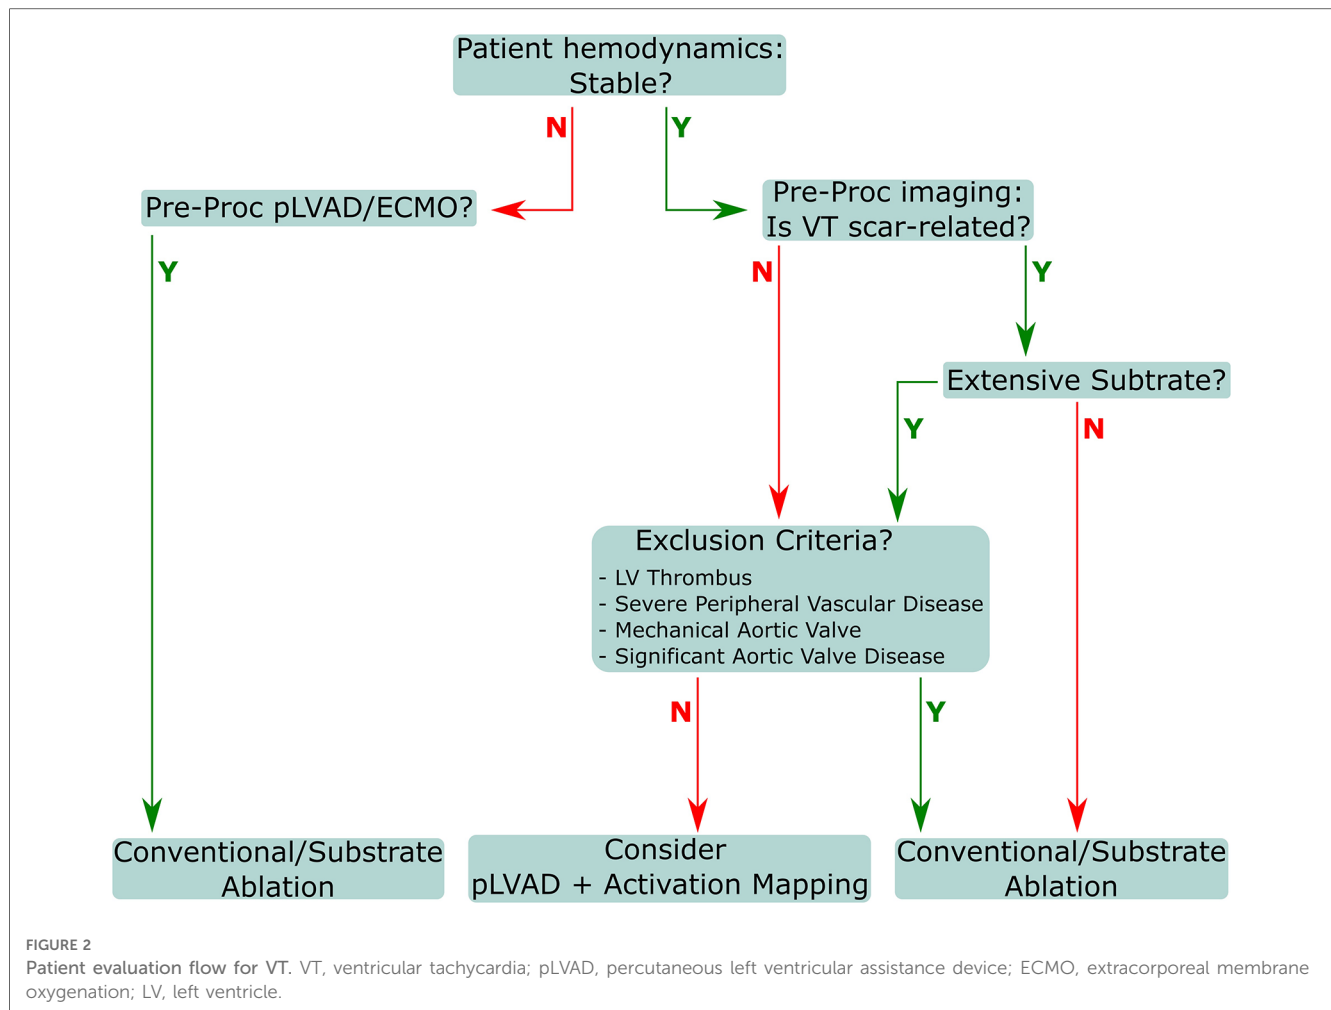 Patient hemodynamics:
Stable?
N
Y
Pre-Proc pLVAD/ECMO?
Pre-Proc imaging:
Is VT scar-related?
Y
N
Y
Extensive Subtrate?
Y
N
Exclusion Criteria?
- LV Thrombus
- Severe Peripheral Vascular Disease
- Mechanical Aortic Valve
- Significant Aortic Valve Disease
N
Y
Conventional/Substrate
Ablation
Consider
pLVAD + Activation Mapping
Conventional/Substrate
Ablation
FIGURE 2
Patient evaluation flow for VT. VT, ventricular tachycardia; pLVAD, percutaneous left ventricular assistance device; ECMO, extracorporeal membrane
oxygenation; LV, left ventricle.